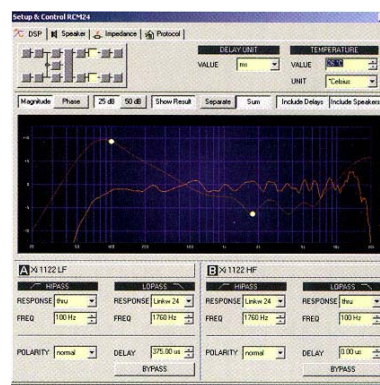 Setup & Control RCM24
DSP Speaker Impedance Protocol
DELAY UNIT TEMPERATURE
VALUE ms VALUE
UNIT °Celsius
Magnitude Phase 25 dB 50 dB Show Result Separate Sum Include Delays Include Speakers
A Xi 1122 LF B Xi 1122 HF
HIPASS LOPASS HIPASS LOPASS
RESPONSE thru RESPONSE Linkw 24 RESPONSE Linkw 24 RESPONSE thru
FREQ 100 Hz FREQ 1760 Hz FREQ 1760 Hz FREQ 100 Hz
POLARITY normal DELAY 375.00 us POLARITY normal DELAY 0.00 us
BYPASS BYPASS